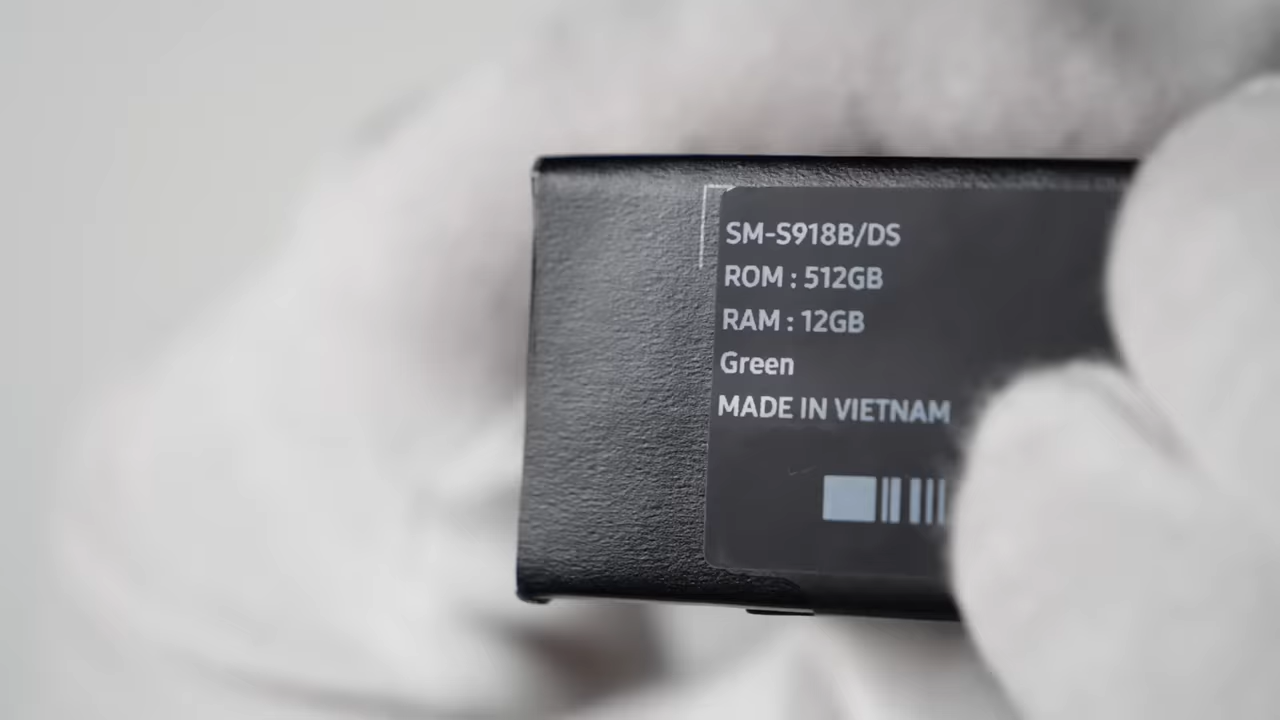 SM-S918B/DS
ROM : 512GB
RAM : 12GB
Green
MADE IN VIETNAM